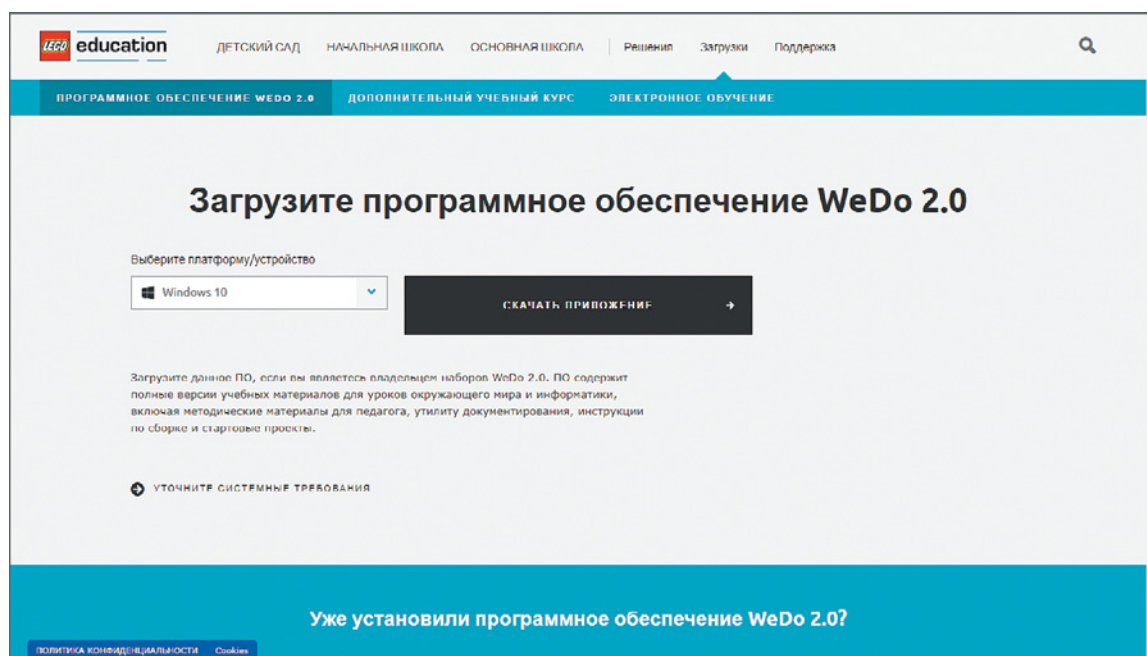 LEGO education ДЕТСКИЙ САД НАЧАЛЬНАЯ ШКОЛА ОСНОВНАЯ ШКОЛА Решения Загрузки Поддержка
ПРОГРАММНОЕ ОБЕСПЕЧЕНИЕ WEDO 2.0 ДОПОЛНИТЕЛЬНЫЙ УЧЕБНЫЙ КУРС ЭЛЕКТРОННОЕ ОБУЧЕНИЕ
Загрузите программное обеспечение WeDo 2.0
Выберите платформу/устройство
Windows 10
СКАЧАТЬ ПРИЛОЖЕНИЕ
Загрузите данное ПО, если вы являетесь владельцем наборов WeDo 2.0. ПО содержит
полные версии учебных материалов для уроков окружающего мира и информатики,
включая методические материалы для педагога, утилиту документирования, инструкции
по сборке и стартовые проекты.
УТОЧНИТЕ СИСТЕМНЫЕ ТРЕБОВАНИЯ
Уже установили программное обеспечение WeDo 2.0?
ПОЛИТИКА КОНФИДЕНЦИАЛЬНОСТИ Cookies